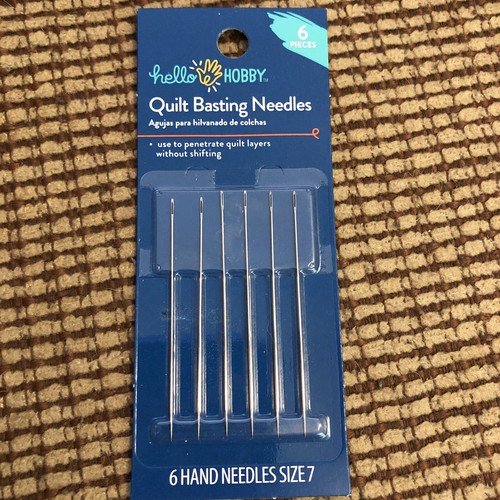 6
PIECES
hello HOBBY™
Quilt Basting Needles
Agujas para hilvanado de colchas
• use to penetrate quilt layers
without shifting
6 HAND NEEDLES SIZE 7